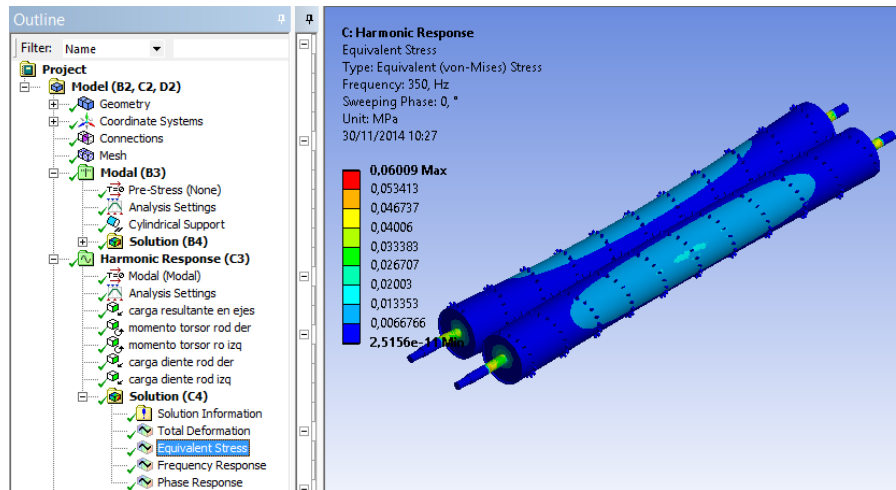 Outline
Filter: Name
Project
Model (B2, C2, D2)
Geometry
Coordinate Systems
Connections
Mesh
Modal (B3)
Pre-Stress (None)
Analysis Settings
Cylindrical Support
Solution (B4)
Harmonic Response (C3)
Modal (Modal)
Analysis Settings
carga resultante en ejes
momento torsor rod der
momento torsor ro izq
carga diente rod der
carga diente rod izq
Solution (C4)
Solution Information
Total Deformation
Equivalent Stress
Frequency Response
Phase Response
C: Harmonic Response
Equivalent Stress
Type: Equivalent (von-Mises) Stress
Frequency: 350, Hz
Sweeping Phase: 0, °
Unit: MPa
30/11/2014 10:27
0,06009 Max
0,053413
0,046737
0,04006
0,033383
0,026707
0,02003
0,013353
0,0066766
2,5156e-11 Min